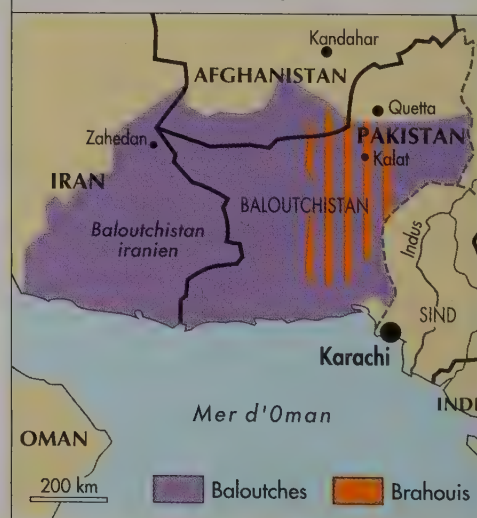 Kandahar
AFGHANISTAN
Quetta
Zahedan
PAKISTAN
Kalat
IRAN
BALOUTCHISTAN
Baloutchistan
iranien
Indus
SIND
Karachi
Mer d'Oman
INDE
OMAN
200 km
Baloutches
Brahouis